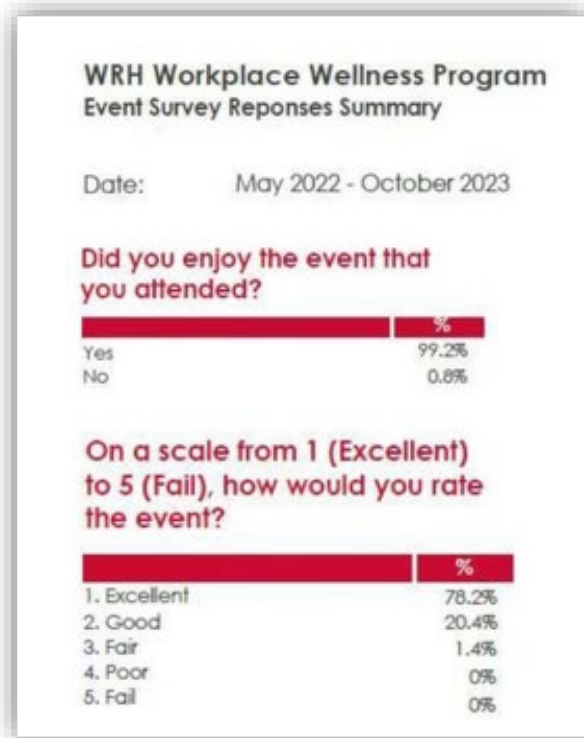 WRH Workplace Wellness Program
Event Survey Reponses Summary
Date: May 2022 - October 2023
Did you enjoy the event that
you attended?
%
Yes 99.2%
No 0.8%
On a scale from 1 (Excellent)
to 5 (Fail), how would you rate
the event?
%
1. Excellent 78.2%
2. Good 20.4%
3. Fair 1.4%
4. Poor 0%
5. Fail 0%